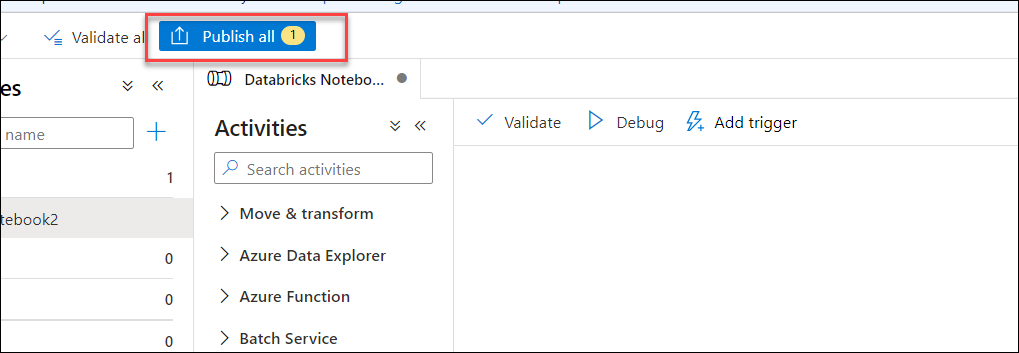 Validate al
Publish all 1
es
Databricks Notebo...
name
Activities
Validate
Debug
Add trigger
Search activities
1
Move & transform
tebook2
Azure Data Explorer
0
Azure Function
0
Batch Service
0